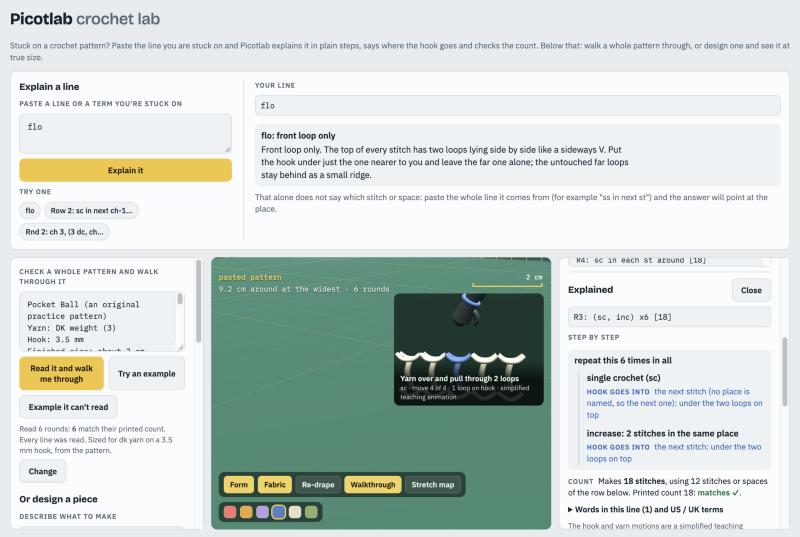 Picotlab crochet lab
Stuck on a crochet pattern? Paste the line you are stuck on and Picotlab explains it in plain steps, says where the hook goes and checks the count. Below that: walk a whole pattern through, or design one and see it at
true size.
Explain a line
PASTE A LINE OR A TERM YOU'RE STUCK ON
flo
Explain it
TRY ONE
flo
Row 2: sc in next ch-1...
Rnd 2: ch 3, (3 dc, ch...
YOUR LINE
flo
flo: front loop only
Front loop only. The top of every stitch has two loops lying side by side like a sideways V. Put
the hook under just the one nearer to you and leave the far one alone; the untouched far loops
stay behind as a small ridge.
That alone does not say which stitch or space: paste the whole line it comes from (for example "ss in next st") and the answer will point at the
place.
CHECK A WHOLE PATTERN AND WALK
THROUGH IT
Pocket Ball (an original
practice pattern)
Yarn: DK weight (3)
Hook: 3.5 mm
Finished size: about 3 cm
Read it and walk
me through
Try an example
Example it can't read
Read 6 rounds: 6 match their printed count.
Every line was read. Sized for dk yarn on a 3.5
mm hook, from the pattern.
Change
Or design a piece
DESCRIBE WHAT TO MAKE
pasted pattern
9.2 cm around at the widest · 6 rounds
2 cm
Yarn over and pull through 2 loops
sc · move 4 of 4 · 1 loop on hook · simplified
teaching animation
Form
Fabric
Re-drape
Walkthrough
Stretch map
R4: sc in each st around [18]
Explained
Close
R3: (sc, inc) x6 [18]
STEP BY STEP
repeat this 6 times in all
single crochet (sc)
HOOK GOES INTO the next stitch (no place is
named, so the next one): under the two loops on
top
increase: 2 stitches in the same place
HOOK GOES INTO the next stitch: under the two
loops on top
COUNT Makes 18 stitches, using 12 stitches or spaces
of the row below. Printed count 18: matches ✓.
▶ Words in this line (1) and US / UK terms
The hook and yarn motions are a simplified teaching